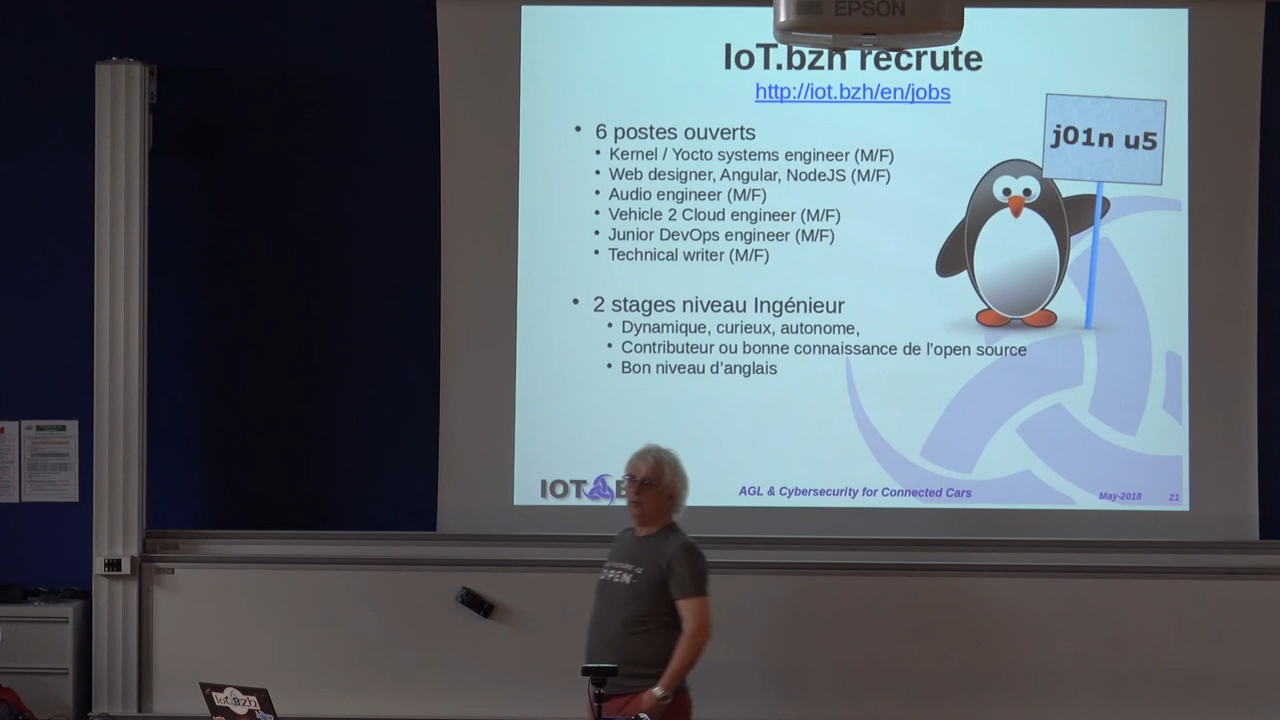 EPSON
IoT.bzh recrute
http://iot.bzh/en/jobs
j01n u5
• 6 postes ouverts
• Kernel / Yocto systems engineer (M/F)
• Web designer, Angular, NodeJS (M/F)
• Audio engineer (M/F)
• Vehicle 2 Cloud engineer (M/F)
• Junior DevOps engineer (M/F)
• Technical writer (M/F)
• 2 stages niveau Ingénieur
• Dynamique, curieux, autonome,
• Contributeur ou bonne connaissance de l'open source
• Bon niveau d'anglais
IOT B
AGL & Cybersecurity for Connected Cars
May-2018
21
OPEN
IoT.Bzh